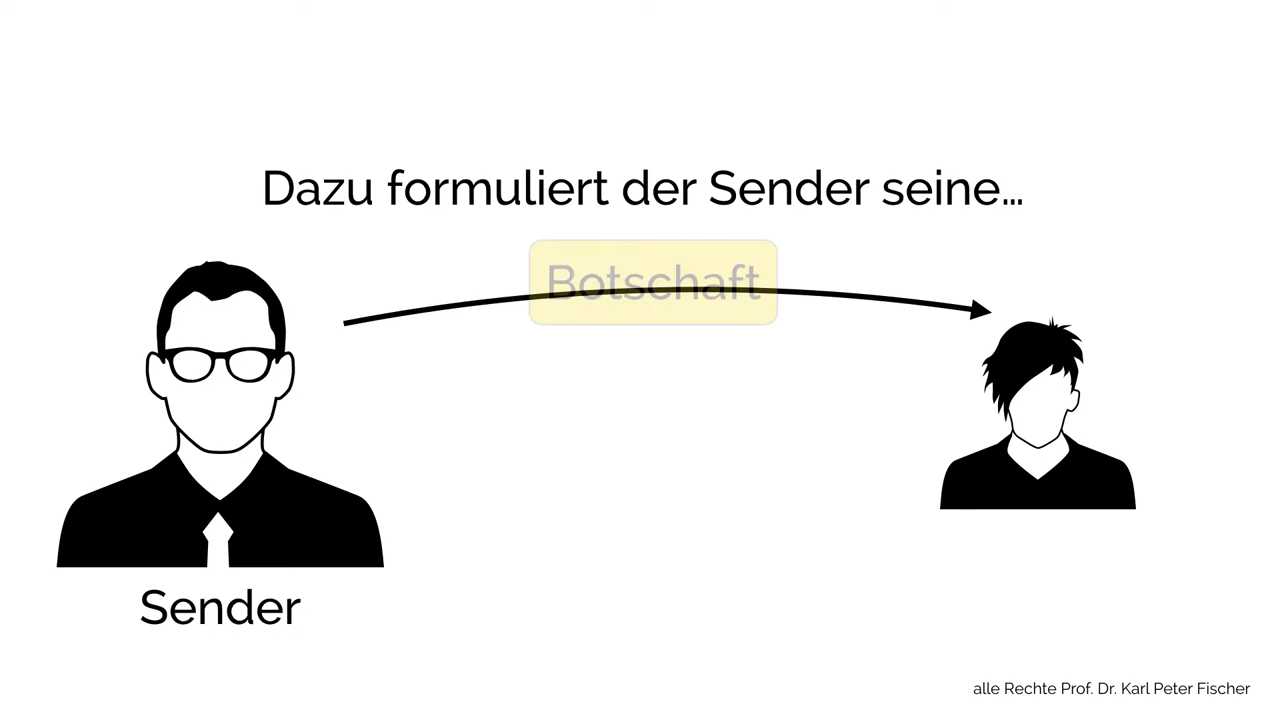 Dazu formuliert der Sender seine...
Botschaft
Sender
alle Rechte Prof. Dr. Karl Peter Fischer